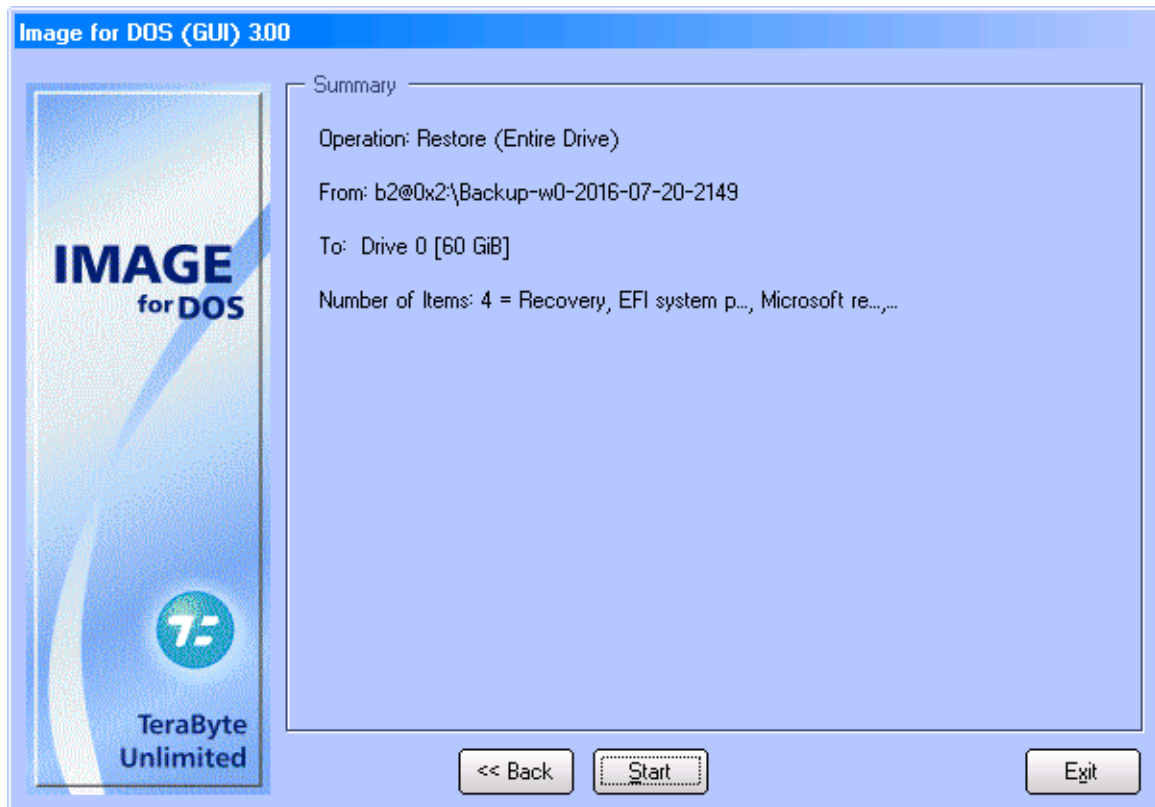 Image for DOS (GUI) 3.00
IMAGE
for DOS
TeraByte
Unlimited
Summary
Operation: Restore (Entire Drive)
From: b2@0x2:\Backup-w0-2016-07-20-2149
To: Drive 0 [60 GiB]
Number of Items: 4 = Recovery, EFI system p..., Microsoft re...,...
<< Back
Start
Exit